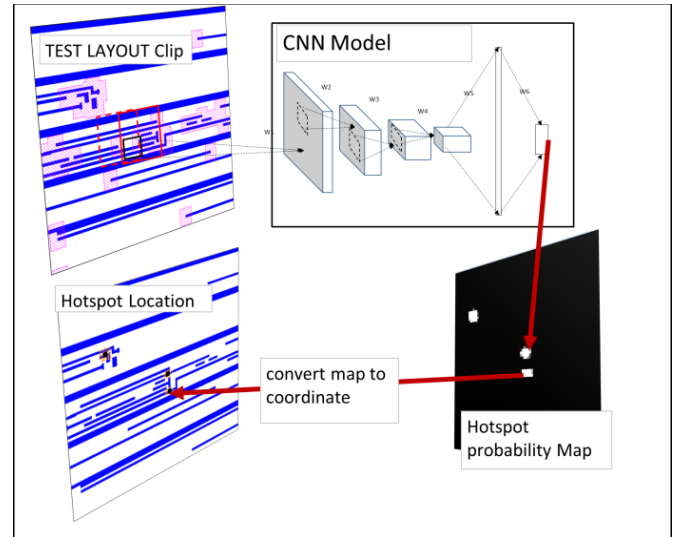 TEST LAYOUT Clip
CNN Model
W1
W2
W3
W4
W5
W6
Hotspot Location
convert map to
coordinate
Hotspot
probability Map